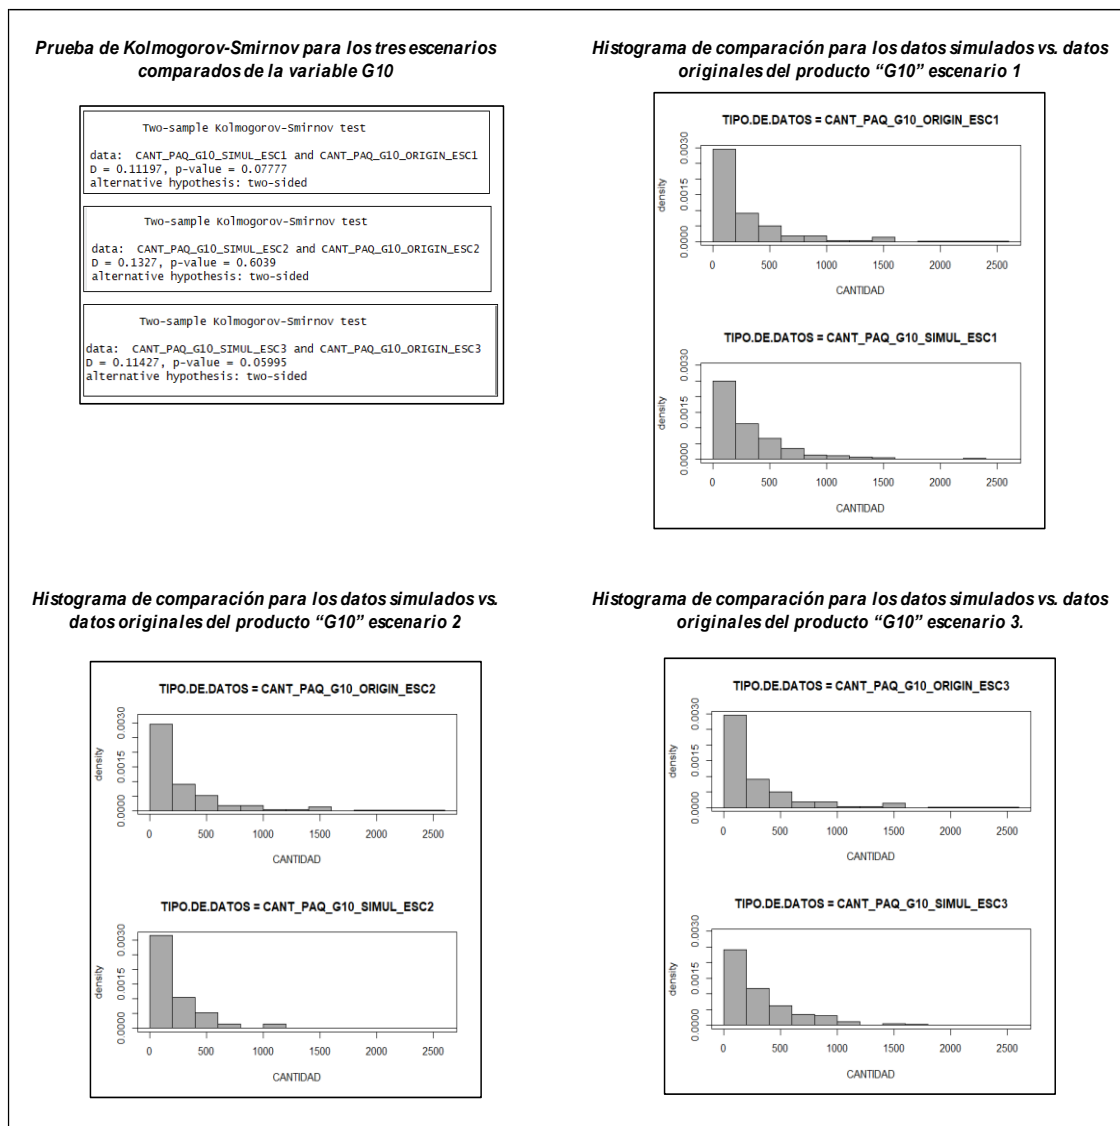 Prueba de Kolmogorov-Smirnov para los tres escenarios
comparados de la variable G10
Two-sample Kolmogorov-Smirnov test
data: CANT_PAQ_G10_SIMUL_ESC1 and CANT_PAQ_G10_ORIGIN_ESC1
D = 0.11197, p-value = 0.07777
alternative hypothesis: two-sided
Two-sample Kolmogorov-Smirnov test
data: CANT_PAQ_G10_SIMUL_ESC2 and CANT_PAQ_G10_ORIGIN_ESC2
D = 0.1327, p-value = 0.6039
alternative hypothesis: two-sided
Two-sample Kolmogorov-Smirnov test
data: CANT_PAQ_G10_SIMUL_ESC3 and CANT_PAQ_G10_ORIGIN_ESC3
D = 0.11427, p-value = 0.05995
alternative hypothesis: two-sided
Histograma de comparación para los datos simulados vs. datos
originales del producto “G10” escenario 1
TIPO.DE.DATOS = CANT_PAQ_G10_ORIGIN_ESC1
density
0.0000 0.0015 0.0030
0 500 1000 1500 2000 2500
CANTIDAD
TIPO.DE.DATOS = CANT_PAQ_G10_SIMUL_ESC1
density
0.0000 0.0015 0.0030
0 500 1000 1500 2000 2500
CANTIDAD
Histograma de comparación para los datos simulados vs.
datos originales del producto “G10” escenario 2
TIPO.DE.DATOS = CANT_PAQ_G10_ORIGIN_ESC2
density
0.0000 0.0015 0.0030
0 500 1000 1500 2000 2500
CANTIDAD
TIPO.DE.DATOS = CANT_PAQ_G10_SIMUL_ESC2
density
0.0000 0.0015 0.0030
0 500 1000 1500 2000 2500
CANTIDAD
Histograma de comparación para los datos simulados vs. datos
originales del producto “G10” escenario 3.
TIPO.DE.DATOS = CANT_PAQ_G10_ORIGIN_ESC3
density
0.0000 0.0015 0.0030
0 500 1000 1500 2000 2500
CANTIDAD
TIPO.DE.DATOS = CANT_PAQ_G10_SIMUL_ESC3
density
0.0000 0.0015 0.0030
0 500 1000 1500 2000 2500
CANTIDAD